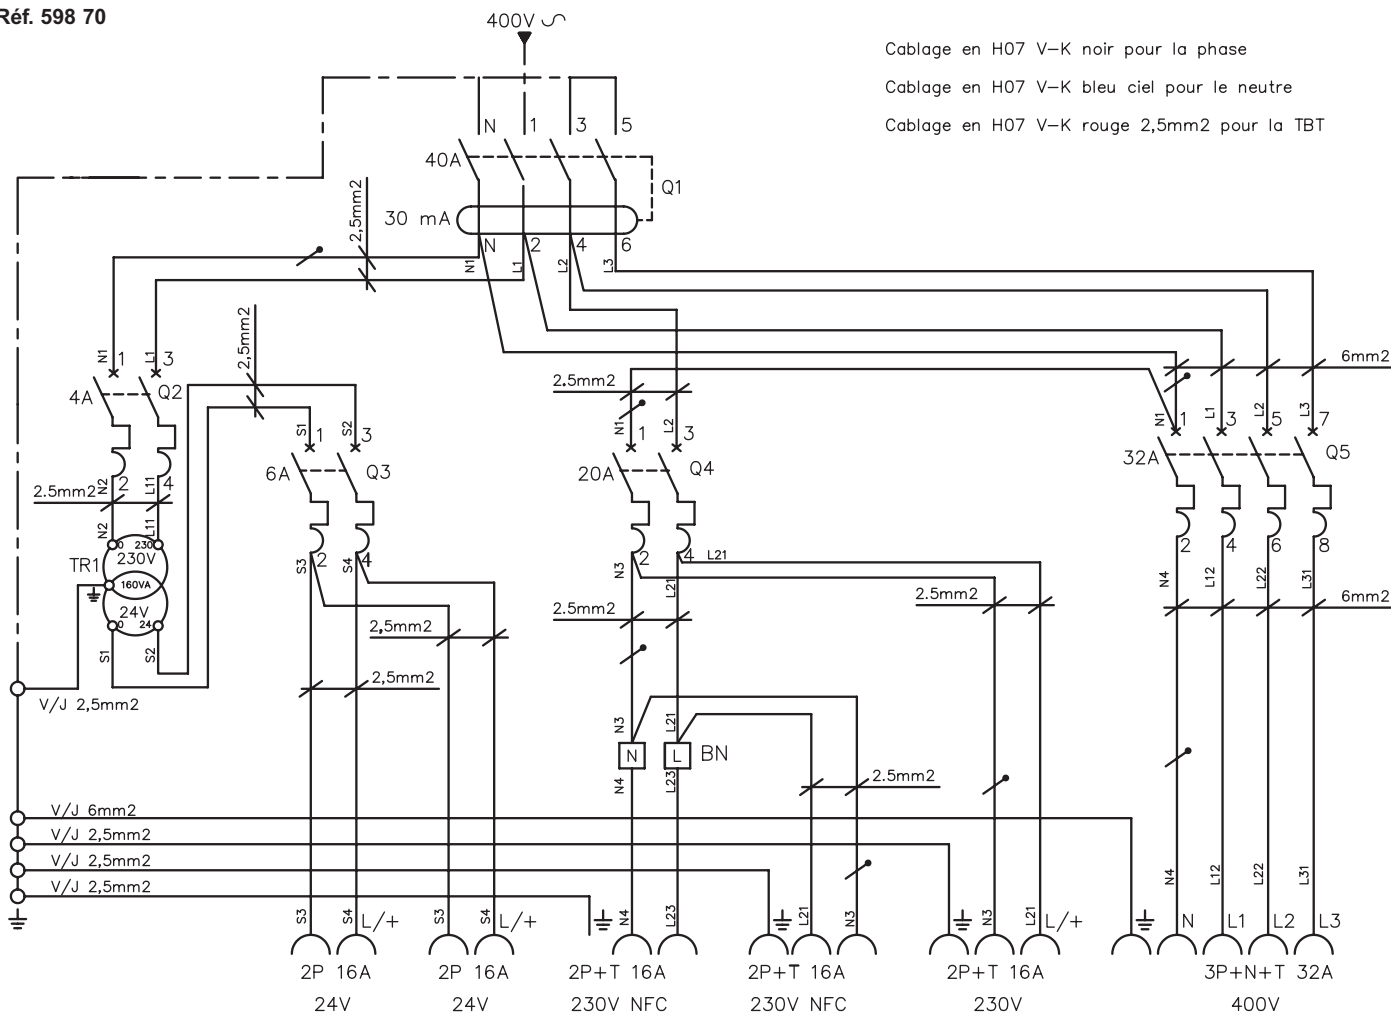 Réf. 598 70
400V
Cablage en H07 V-K noir pour la phase
Cablage en H07 V-K bleu ciel pour le neutre
Cablage en H07 V-K rouge 2,5mm2 pour la TBT
N 1 3 5
40A
Q1
2,5mm2
30 mA
N 2 4 6
N1 L1 L2 L3
2,5mm2
6mm2
N1 1 L1 3
4A Q2
2.5mm2
S1 1 S2 3
6A Q3
N1 1 L2 3
20A Q4
N1 1 L1 3 L2 5 L3 7
32A Q5
2.5mm2 N2 2 L11 4
N2 L11
0 230
TR1 230V
160VA
24V
0 24
S1 S2
S3 2 S4 4
N3 2 L21 4 L21
2 4 6 8
N4 L12 L22 L31
2.5mm2
2.5mm2
6mm2
2,5mm2
2,5mm2
V/J 2,5mm2
N3 L21
N L BN
N4 L23
2.5mm2
V/J 6mm2
V/J 2,5mm2
V/J 2,5mm2
V/J 2,5mm2
N4 L12 L22 L31
S3 S4 L/+ S3 S4 L/+ N4 L23 L21 N3 N3 L21 L/+ N L1 L2 L3
2P 16A 2P 16A 2P+T 16A 2P+T 16A 2P+T 16A 3P+N+T 32A
24V 24V 230V NFC 230V NFC 230V 400V